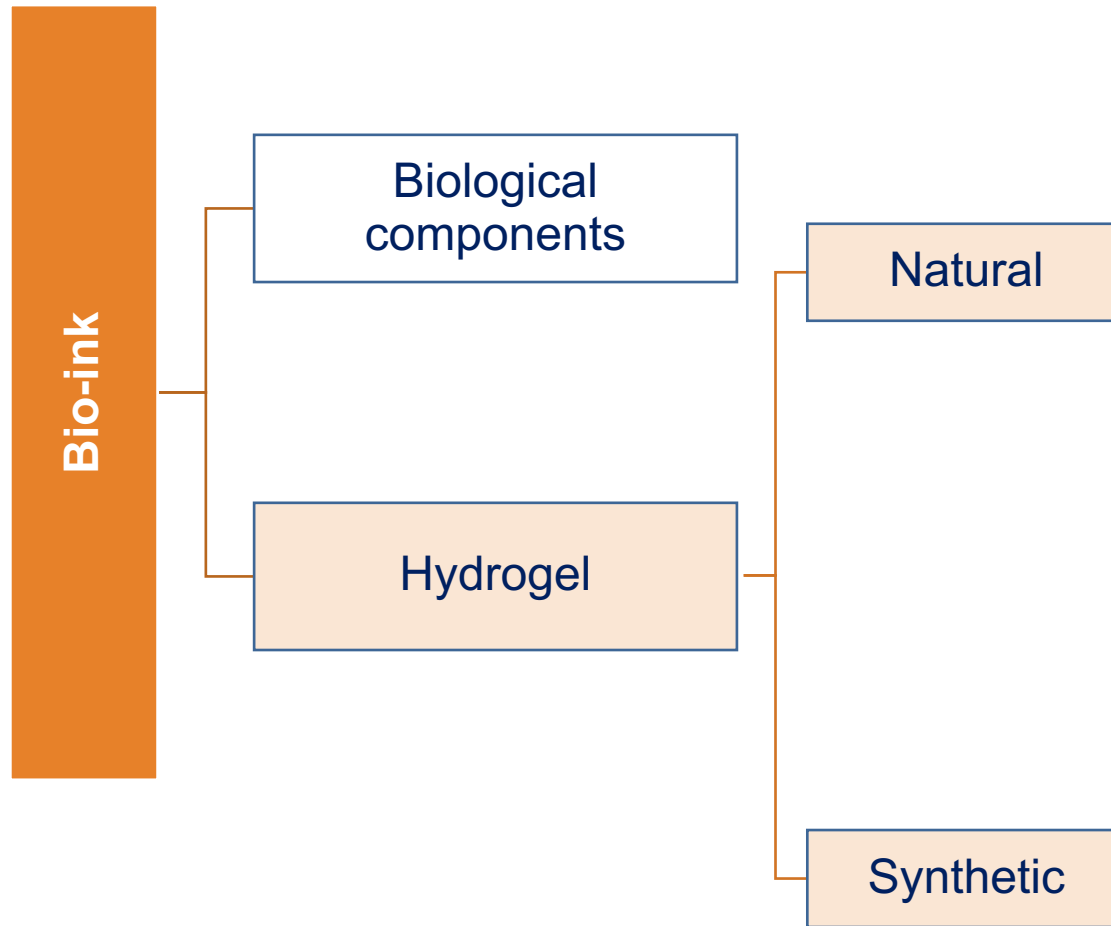 Bio-ink
Biological
components
Hydrogel
Natural
Synthetic